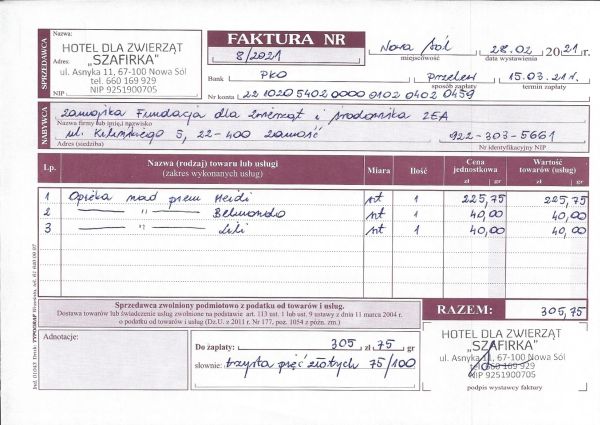 SPRZEDAWCA
Nazwa:
HOTEL DLA ZWIERZĄT
Adres:
„SZAFIRKA”
ul. Asnyka 11, 67-100 Nowa Sól
tel. 660 169 929
NIP
NIP 9251900705
FAKTURA NR
8/2021
Nowa Sól
miejscowość
28.02 2021 r.
data wystawienia
Bank PKO
przelew
sposób zapłaty
15.03.21 r.
termin zapłaty
Nr konta 22 1020 5402 0000 0102 0402 0459
NABYWCA
Zamojska Fundacja dla Zwierząt i Środowiska ZEA
Nazwa firmy lub imię i nazwisko
ul. 5, 22-400 Zamość
Adres (siedziba)
922-303-5661
Nr identyfikacyjny NIP
Lp. Nazwa (rodzaj) towaru lub usługi (zakres wykonanych usług) Miara Ilość Cena jednostkowa zł gr Wartość towarów (usług) zł gr
1 Opieka nad psem Heidi szt 1 225,75 225,75
2 — " — Belmondo szt 1 40,00 40,00
3 — " — Liki szt 1 40,00 40,00
Sprzedawca zwolniony podmiotowo z podatku od towarów i usług.
Dostawa towarów lub świadczenie usług zwolnione na podstawie art. 113 ust. 1 lub ust. 9 ustawy z dnia 11 marca 2004 r.
o podatku od towarów i usług (Dz.U. z 2011 r. Nr 177, poz. 1054 z późn. zm.)
RAZEM: 305,75
Adnotacje:
Do zapłaty: 305 zł 75 gr
słownie: trzysta pięć złotych 75/100
HOTEL DLA ZWIERZĄT
„SZAFIRKA”
ul. Asnyka 11, 67-100 Nowa Sól
tel. 660 169 929
NIP 9251900705
podpis wystawcy faktury